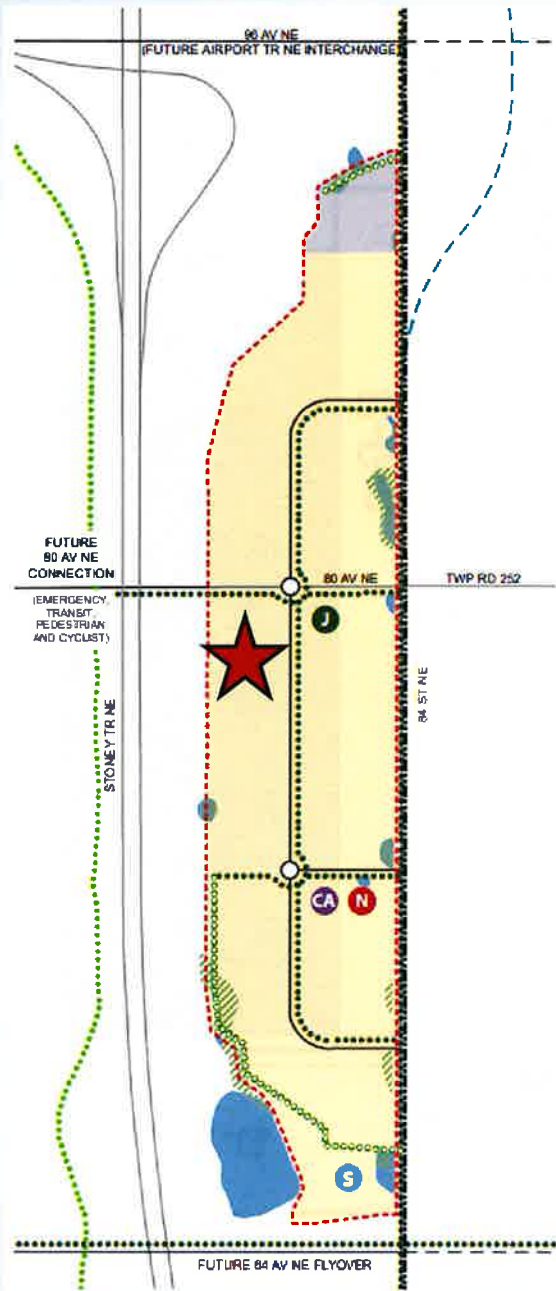 96 AV NE
(FUTURE AIRPORT TR NE INTERCHANGE)
FUTURE
80 AV NE
CONNECTION
(EMERGENCY,
TRANSIT,
PEDESTRIAN
AND CYCLIST)
80 AV NE
TWP RD 252
J
STONEY TR NE
84 ST NE
CA
N
S
FUTURE 64 AV NE FLYOVER